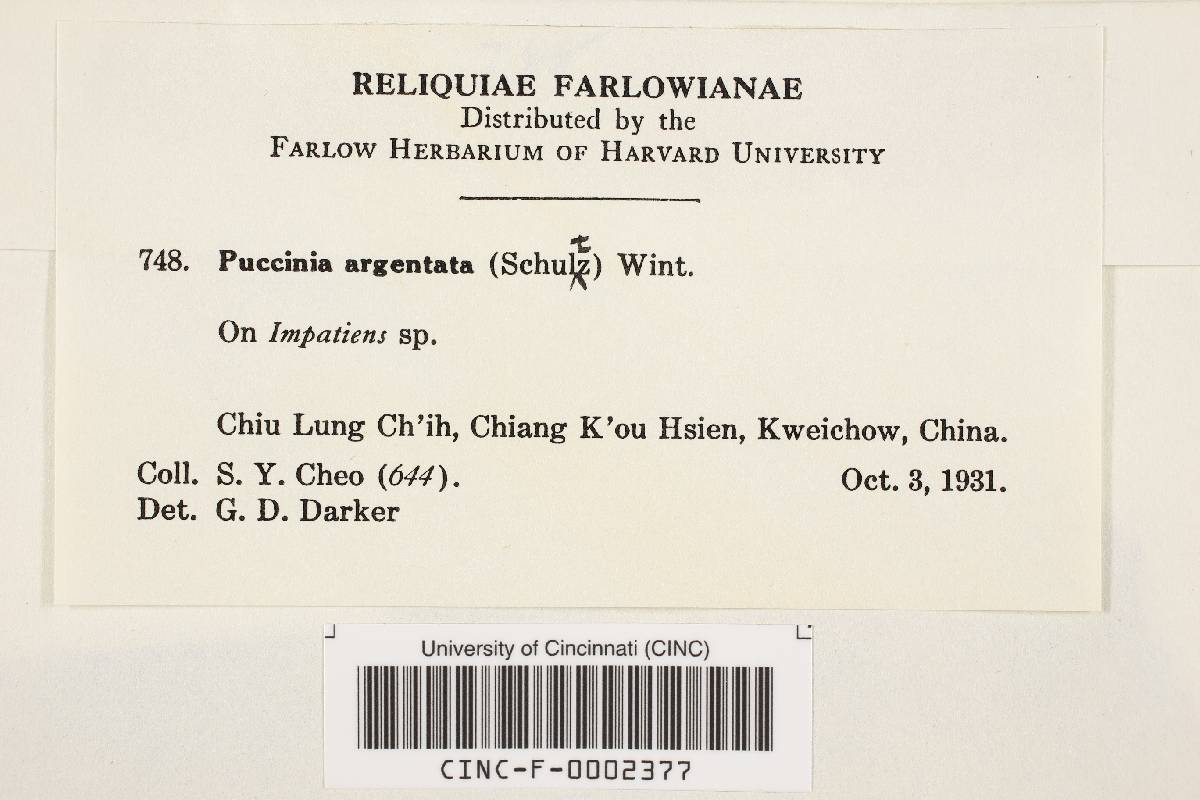 RELIQUIAE FARLOWIANAE
Distributed by the
FARLOW HERBARIUM OF HARVARD UNIVERSITY
748. Puccinia argentata (Schultz) Wint.
On Impatiens sp.
Chiu Lung Ch'ih, Chiang K'ou Hsien, Kweichow, China.
Coll. S. Y. Cheo (644). Oct. 3, 1931.
Det. G. D. Darker
University of Cincinnati (CINC)
CINC-F-0002377